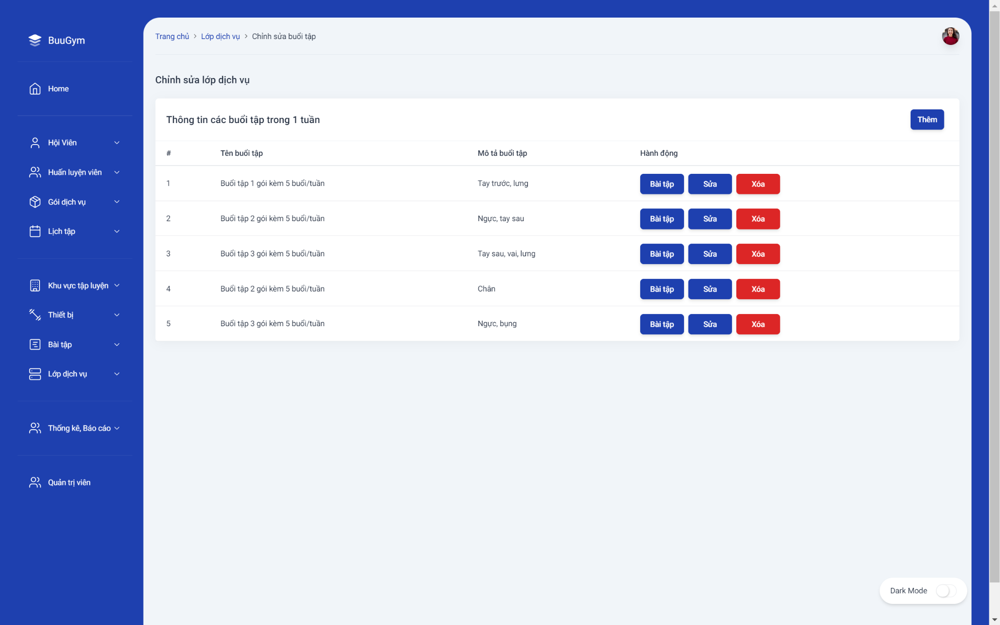 BuuGym
Home
Hội Viên
Huấn luyện viên
Gói dịch vụ
Lịch tập
Khu vực tập luyện
Thiết bị
Bài tập
Lớp dịch vụ
Thống kê, Báo cáo
Quản trị viên
Trang chủ > Lớp dịch vụ > Chỉnh sửa buổi tập
Chỉnh sửa lớp dịch vụ
Thông tin các buổi tập trong 1 tuần Thêm
# Tên buổi tập Mô tả buổi tập Hành động
1 Buổi tập 1 gói kèm 5 buổi/tuần Tay trước, lưng Bài tập Sửa Xóa
2 Buổi tập 2 gói kèm 5 buổi/tuần Ngực, tay sau Bài tập Sửa Xóa
3 Buổi tập 3 gói kèm 5 buổi/tuần Tay sau, vai, lưng Bài tập Sửa Xóa
4 Buổi tập 2 gói kèm 5 buổi/tuần Chân Bài tập Sửa Xóa
5 Buổi tập 3 gói kèm 5 buổi/tuần Ngực, bụng Bài tập Sửa Xóa
Dark Mode